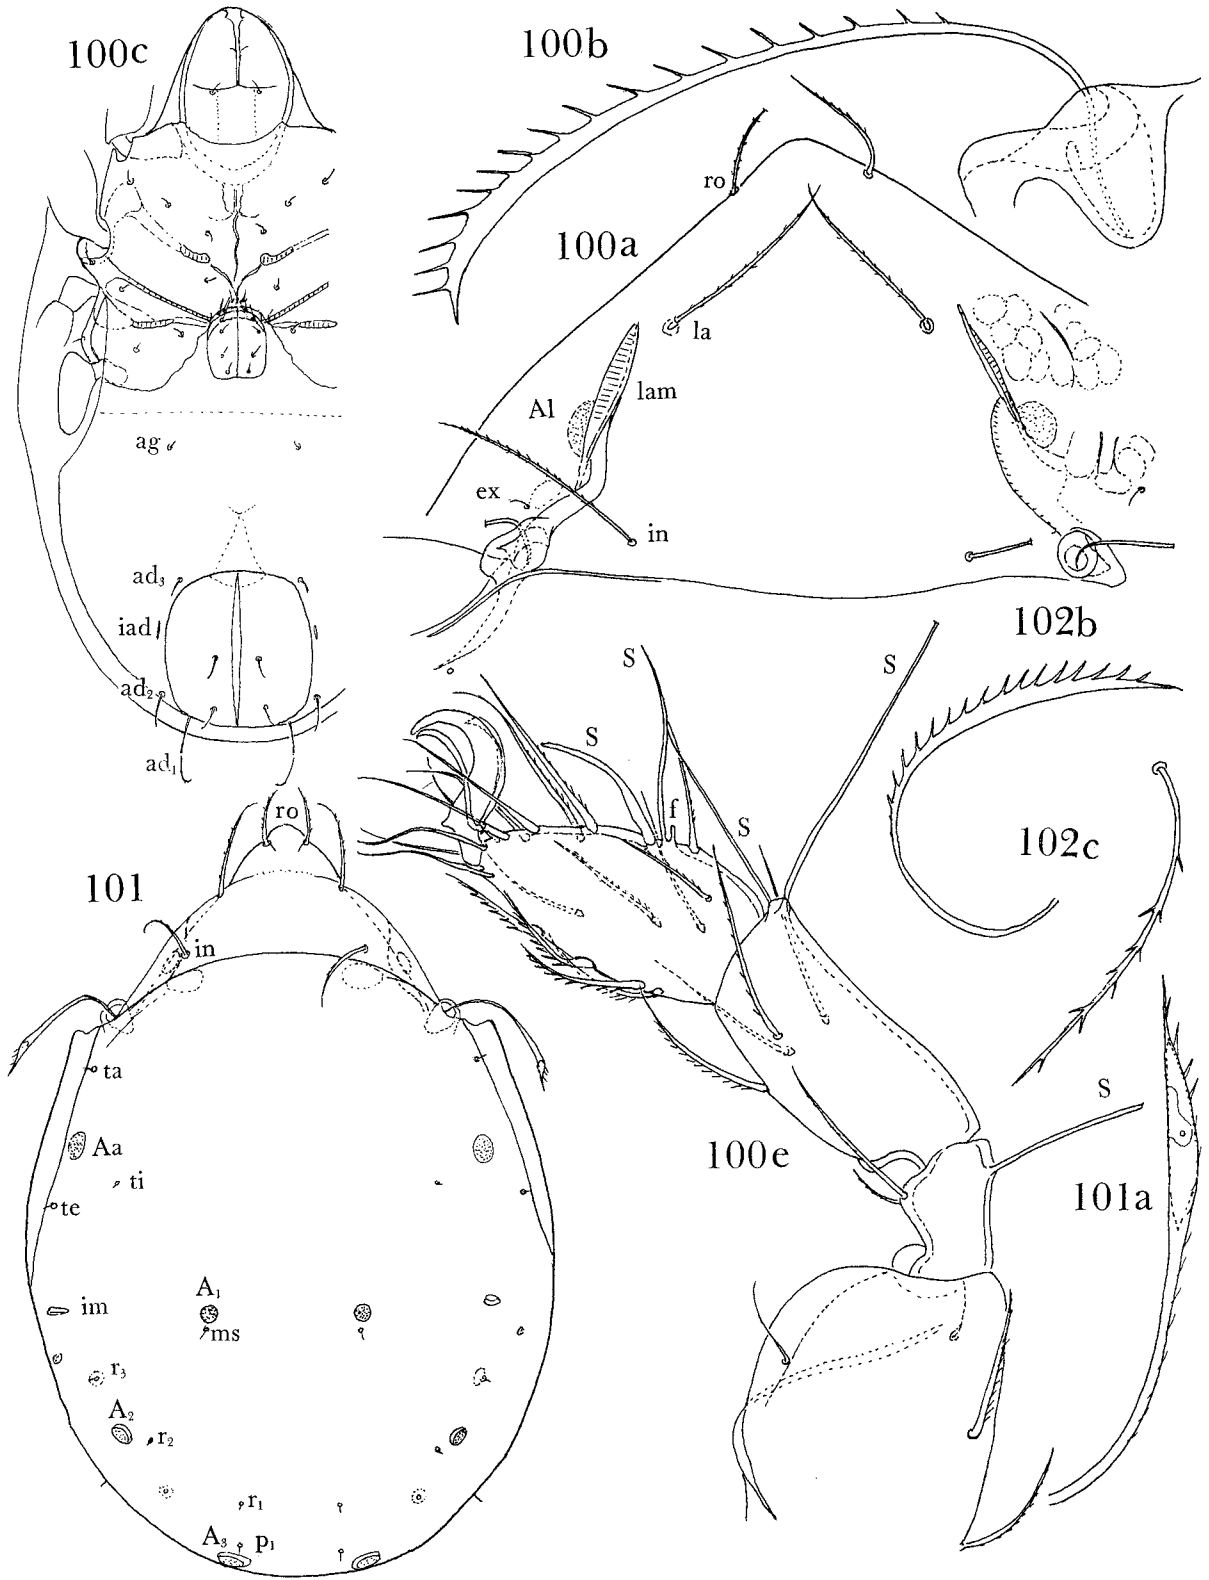 100c
100b
ro
100a
la
lam
Al
ag
ex
in
ad₃
iad
ad₂
ad₁
102b
S
S
S
f
S
102c
ro
101
in
ta
Aa
ti
te
100e
S
101a
im
A₁
ms
r₃
A₂
r₂
r₁
A₃
p₁